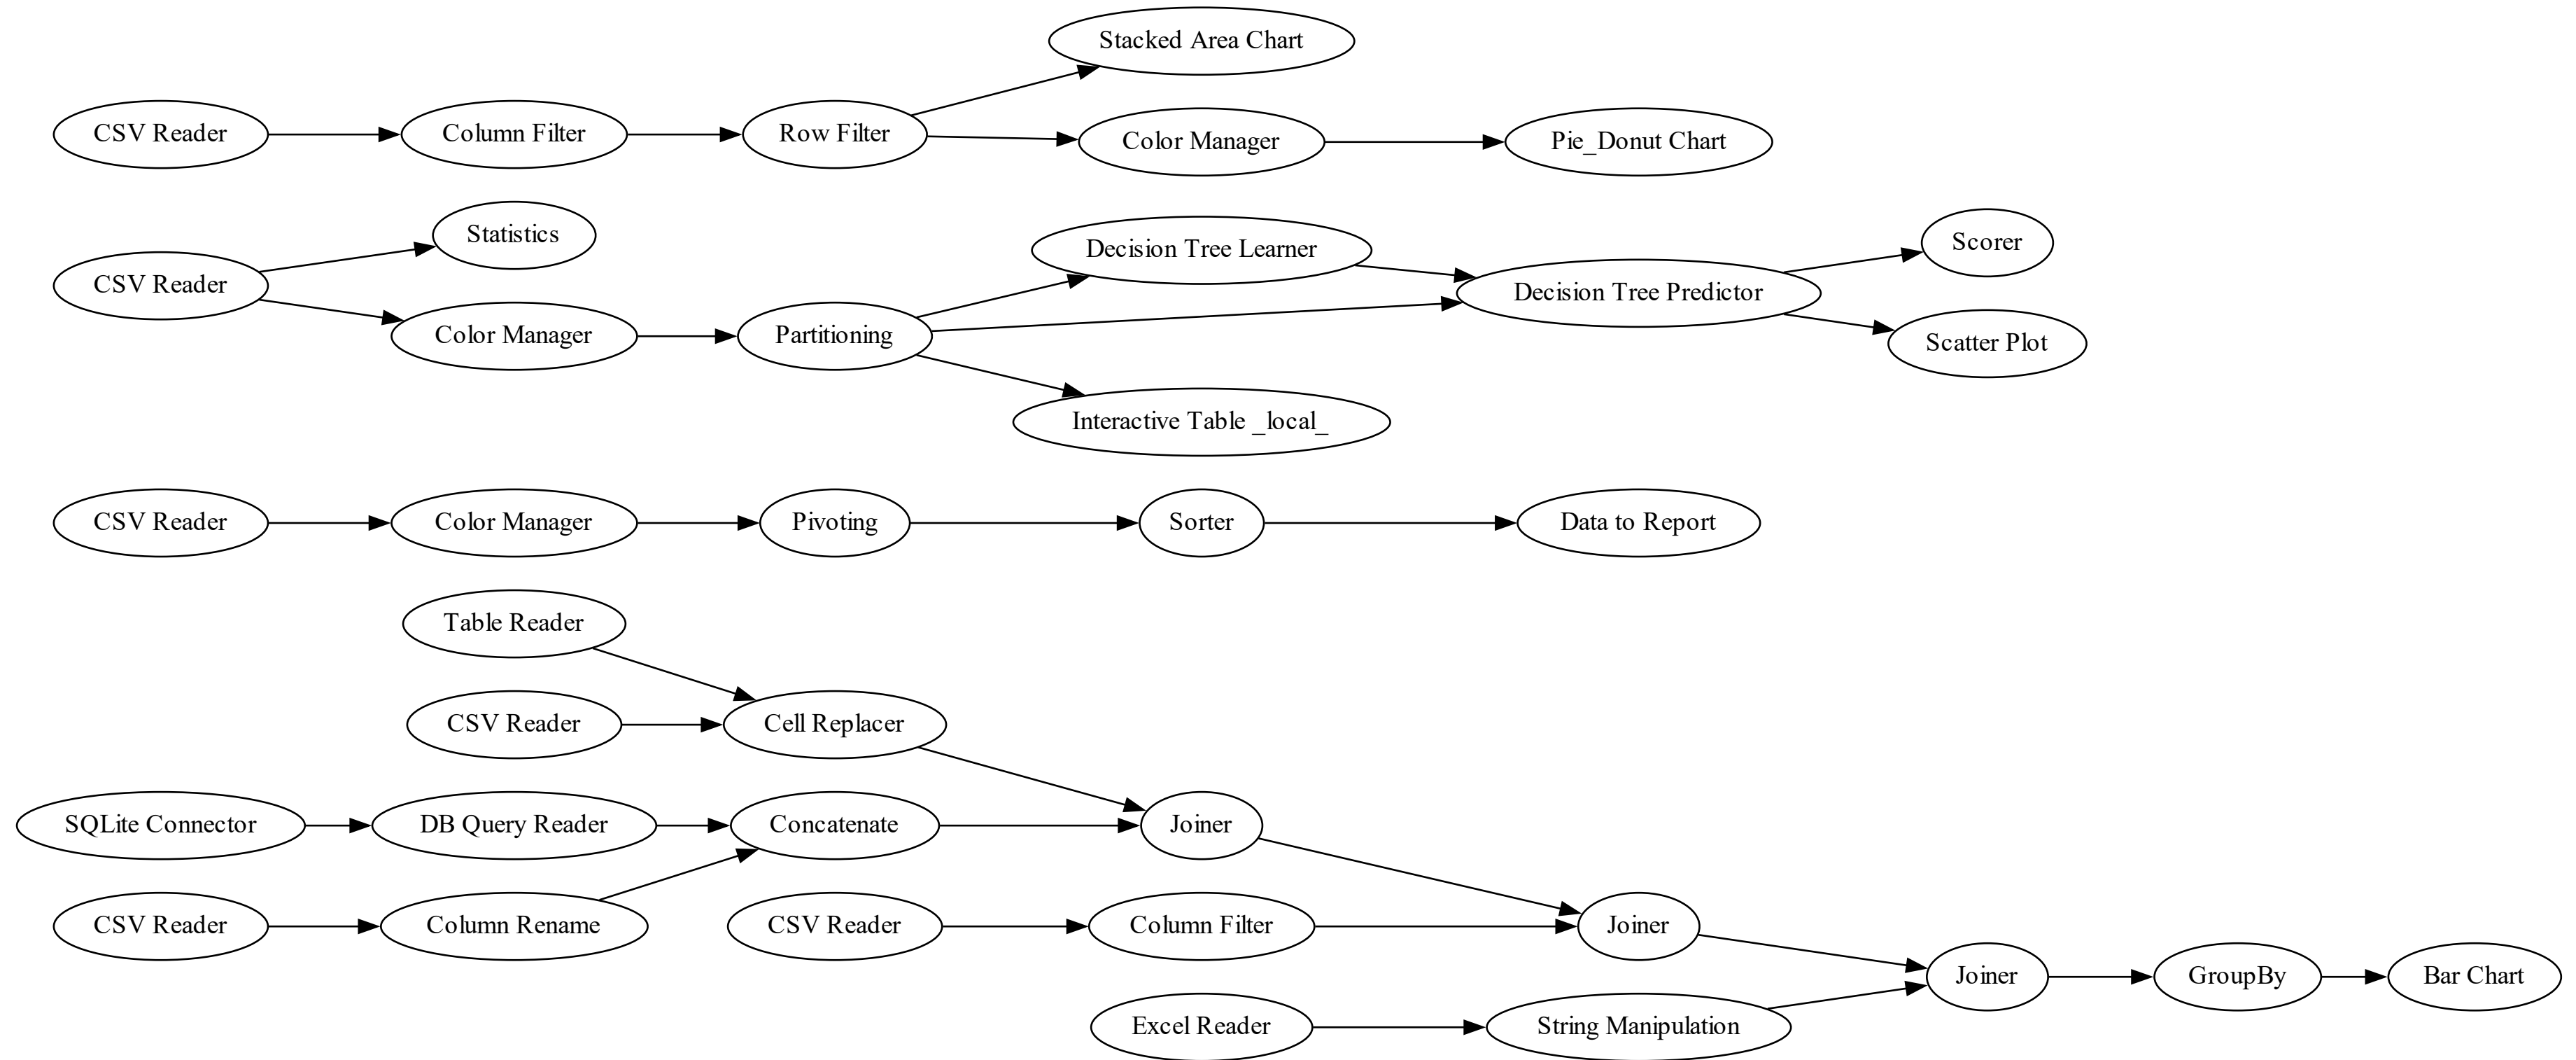 Stacked Area Chart
CSV Reader
Column Filter
Row Filter
Color Manager
Pie_Donut Chart
Statistics
CSV Reader
Color Manager
Partitioning
Decision Tree Learner
Decision Tree Predictor
Scorer
Scatter Plot
Interactive Table _local_
CSV Reader
Color Manager
Pivoting
Sorter
Data to Report
Table Reader
CSV Reader
Cell Replacer
SQLite Connector
DB Query Reader
Concatenate
Joiner
CSV Reader
Column Rename
CSV Reader
Column Filter
Joiner
Joiner
GroupBy
Bar Chart
Excel Reader
String Manipulation